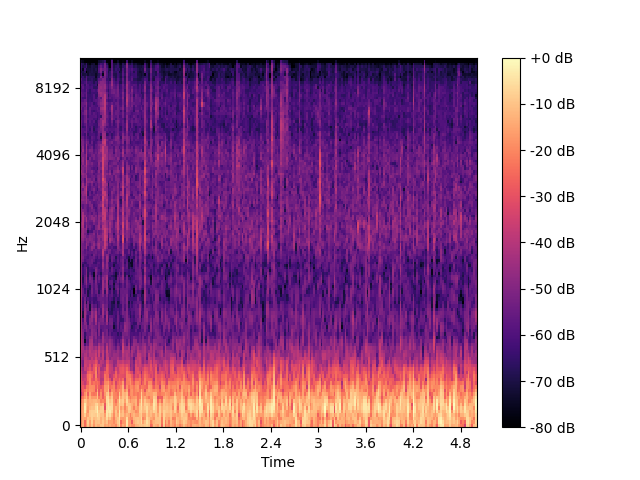 +0 dB
8192
-10 dB
4096
-20 dB
-30 dB
Hz
2048
-40 dB
1024
-50 dB
512
-60 dB
-70 dB
0
-80 dB
0 0.6 1.2 1.8 2.4 3 3.6 4.2 4.8
Time